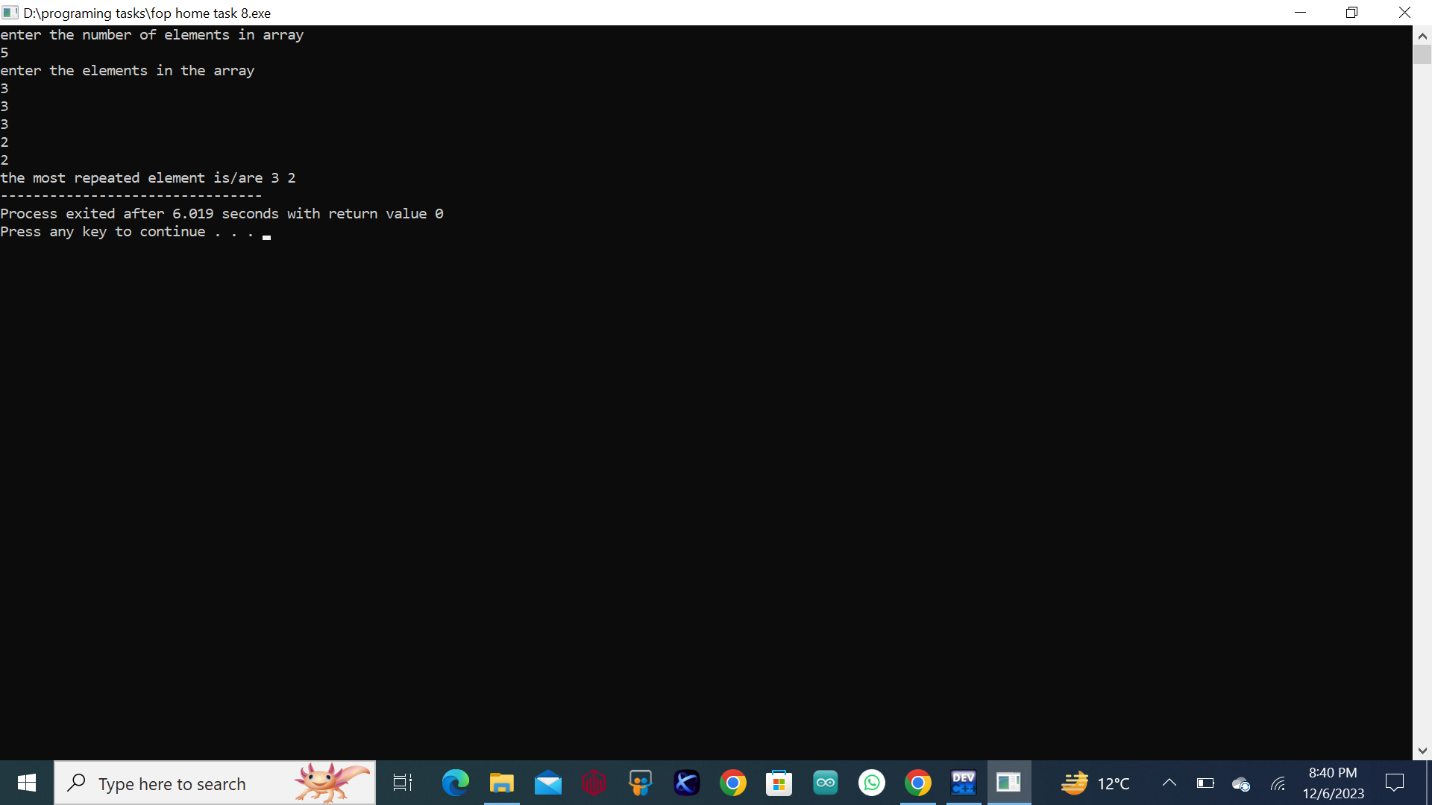 D:\programing tasks\fop home task 8.exe
enter the number of elements in array
5
enter the elements in the array
3
3
3
2
2
the most repeated element is/are 3 2
--------------------------------
Process exited after 6.019 seconds with return value 0
Press any key to continue . . .
Type here to search
DEV
C++
12°C
8:40 PM
12/6/2023